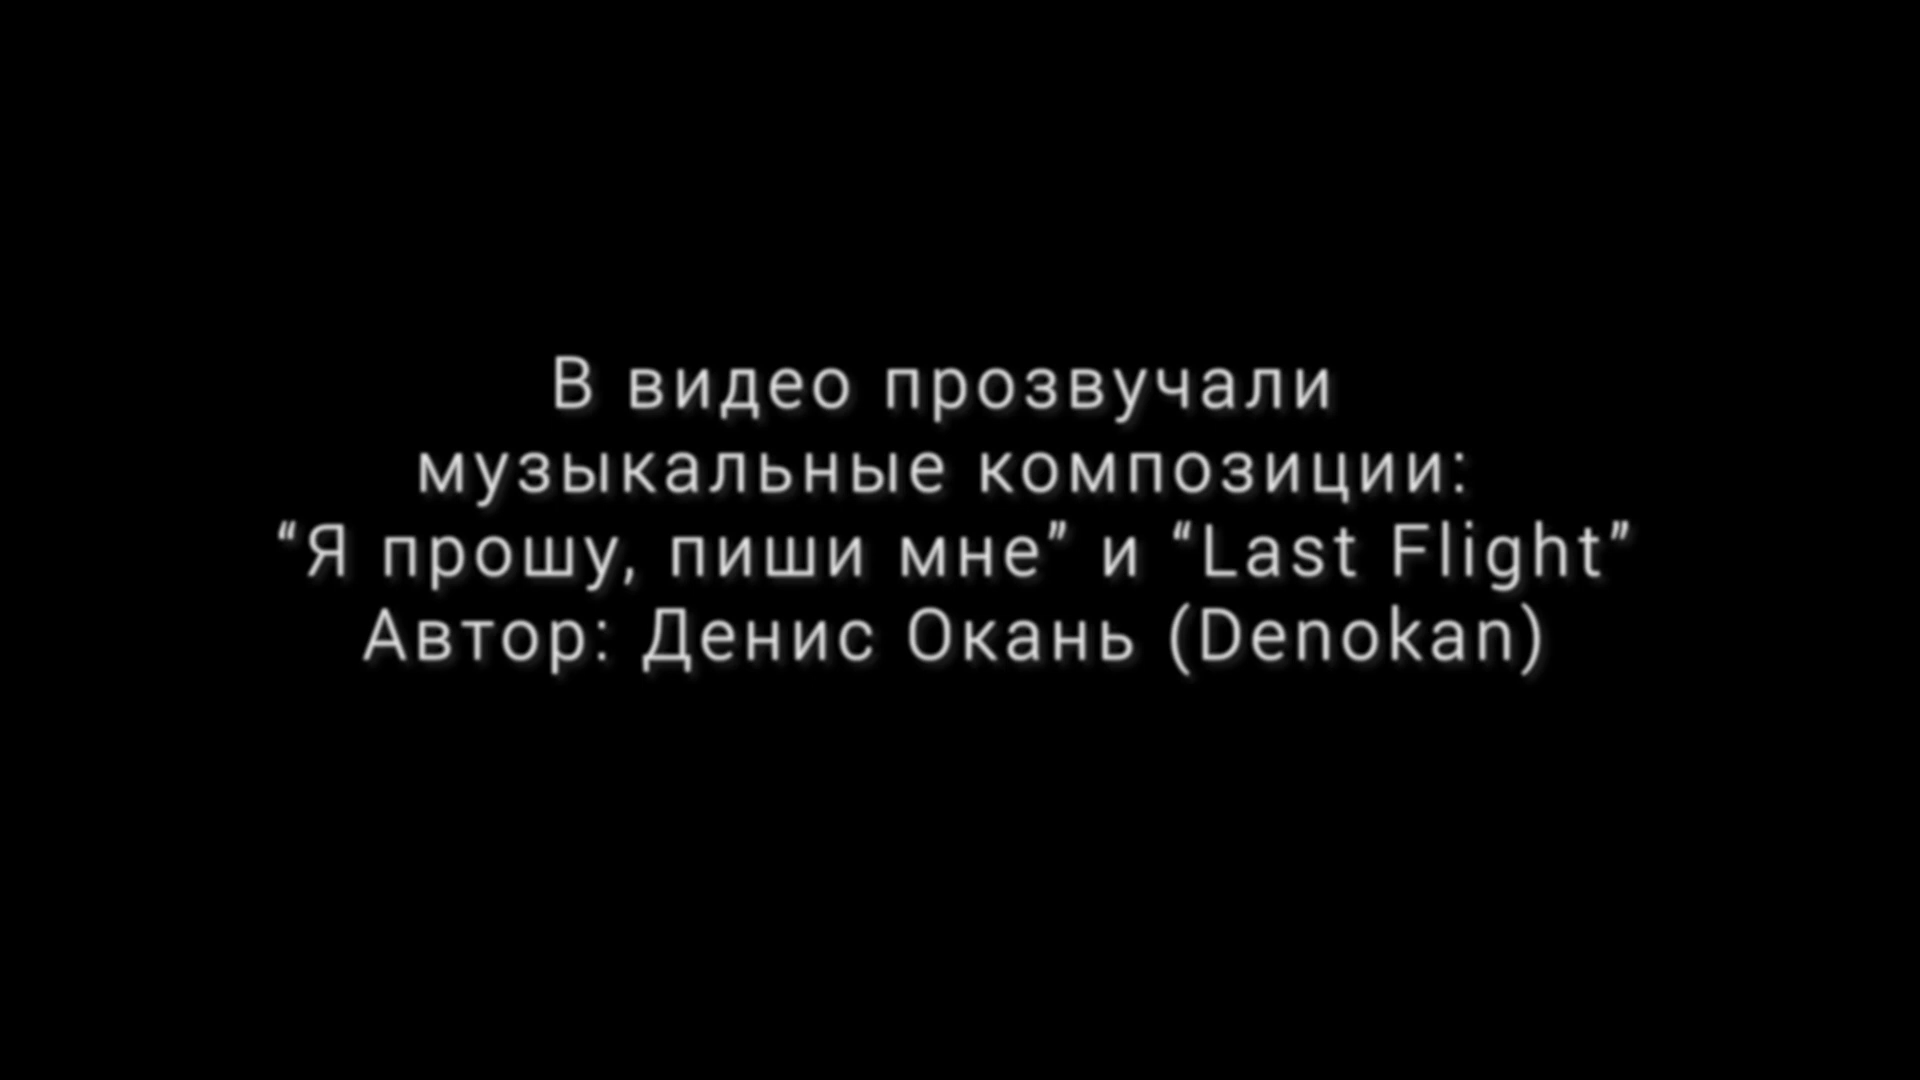 В видео прозвучали
музыкальные композиции:
“Я прошу, пиши мне” и “Last Flight”
Автор: Денис Окань (Denokan)